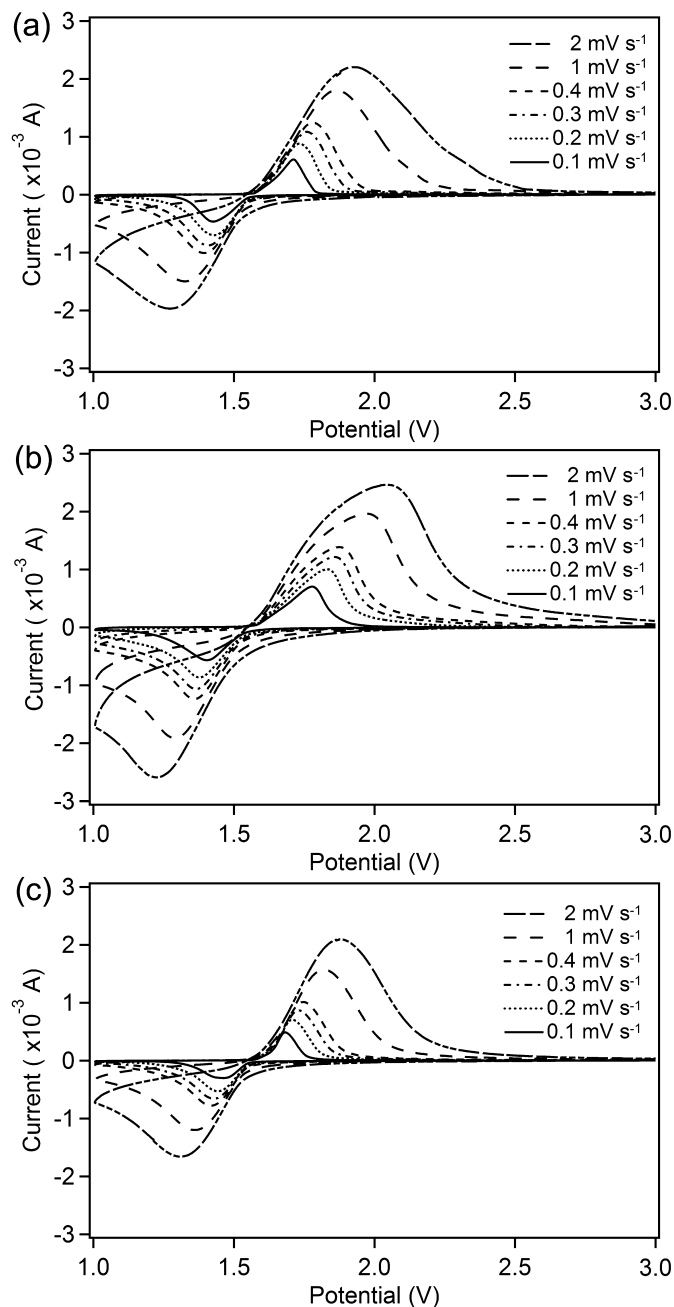 (a)
3
2
1
0
-1
-2
-3
Current ( x10⁻³ A)
2 mV s⁻¹
1 mV s⁻¹
0.4 mV s⁻¹
0.3 mV s⁻¹
0.2 mV s⁻¹
0.1 mV s⁻¹
1.0 1.5 2.0 2.5 3.0
Potential (V)
(b)
3
2
1
0
-1
-2
-3
Current ( x10⁻³ A)
2 mV s⁻¹
1 mV s⁻¹
0.4 mV s⁻¹
0.3 mV s⁻¹
0.2 mV s⁻¹
0.1 mV s⁻¹
1.0 1.5 2.0 2.5 3.0
Potential (V)
(c)
3
2
1
0
-1
-2
-3
Current ( x10⁻³ A)
2 mV s⁻¹
1 mV s⁻¹
0.4 mV s⁻¹
0.3 mV s⁻¹
0.2 mV s⁻¹
0.1 mV s⁻¹
1.0 1.5 2.0 2.5 3.0
Potential (V)